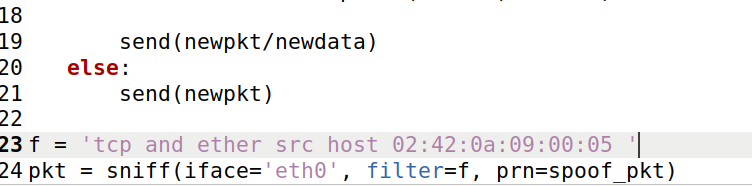 18
19        send(newpkt/newdata)
20    else:
21        send(newpkt)
22
23 f = 'tcp and ether src host 02:42:0a:09:00:05 '
24 pkt = sniff(iface='eth0', filter=f, prn=spoof_pkt)